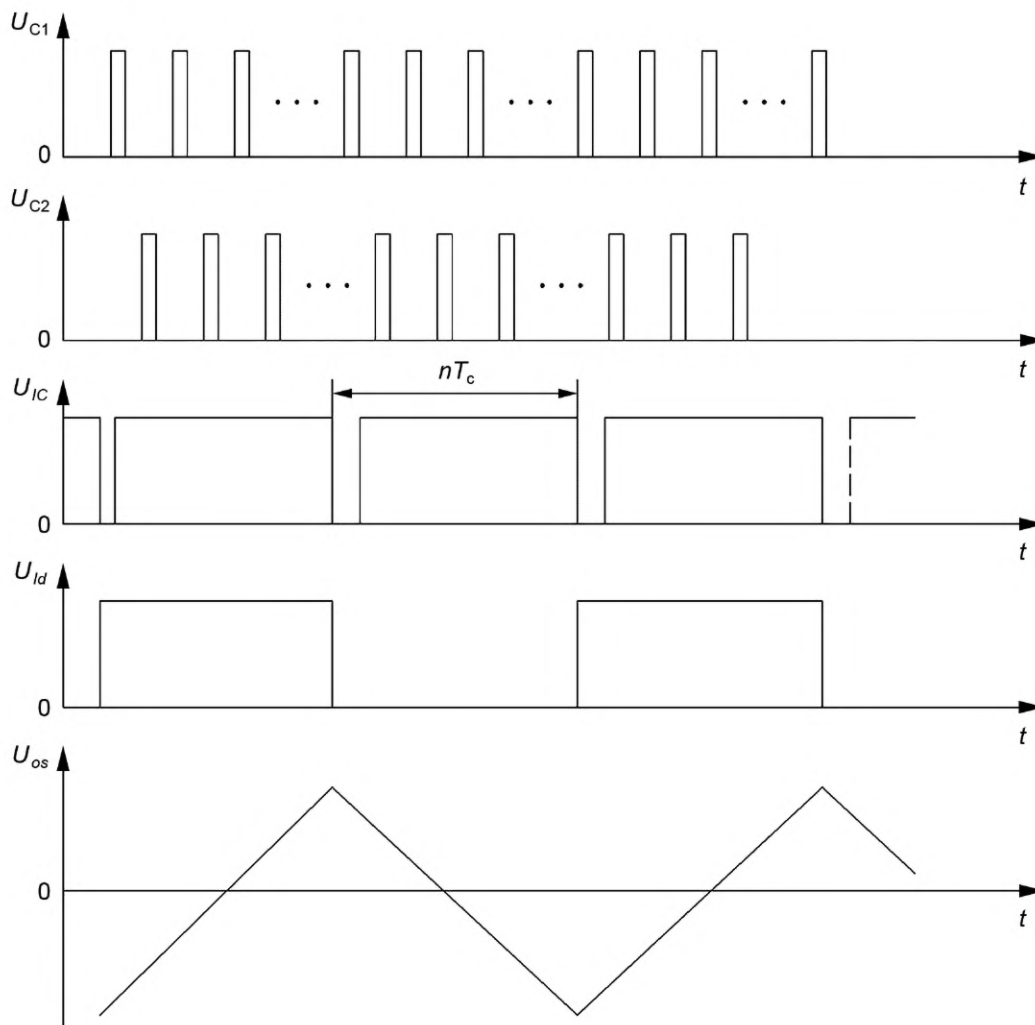 U_C1
. . . . . . . . .
0
t
U_C2
. . . . . .
0
t
U_IC
nT_c
0
t
U_Id
0
t
U_os
0
t